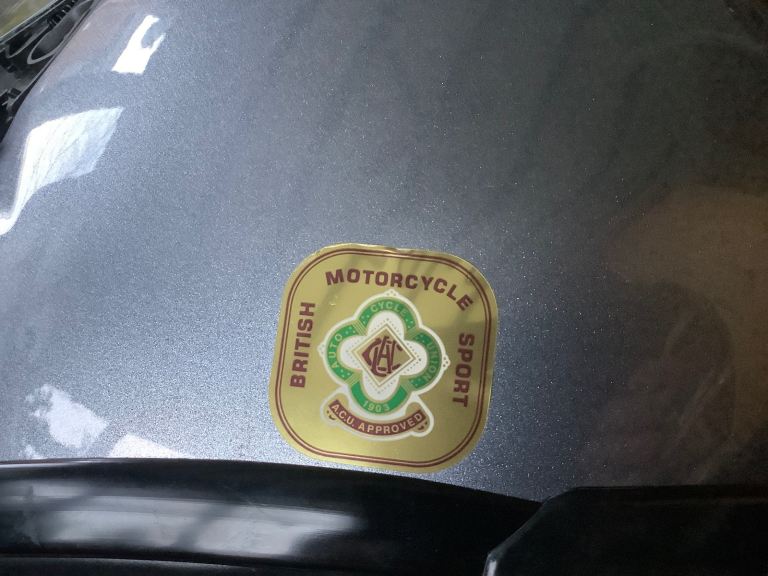 BRITISH MOTORCYCLE SPORT
AUTO CYCLE UNION
1903
ACU
A.C.U. APPROVED